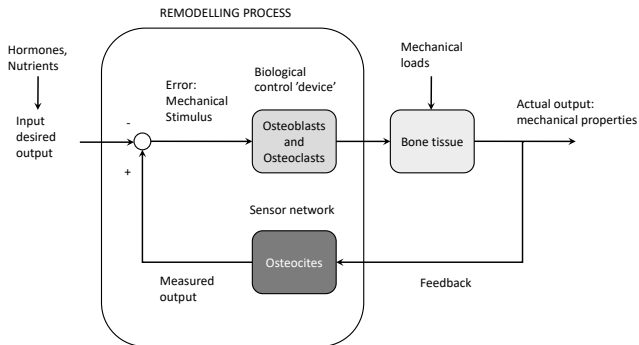 REMODELLING PROCESS
Hormones,
Nutrients
Input
desired
output
-
+
Error:
Mechanical
Stimulus
Biological
control 'device'
Osteoblasts
and
Osteoclasts
Mechanical
loads
Bone tissue
Actual output:
mechanical properties
Sensor network
Osteocites
Measured
output
Feedback